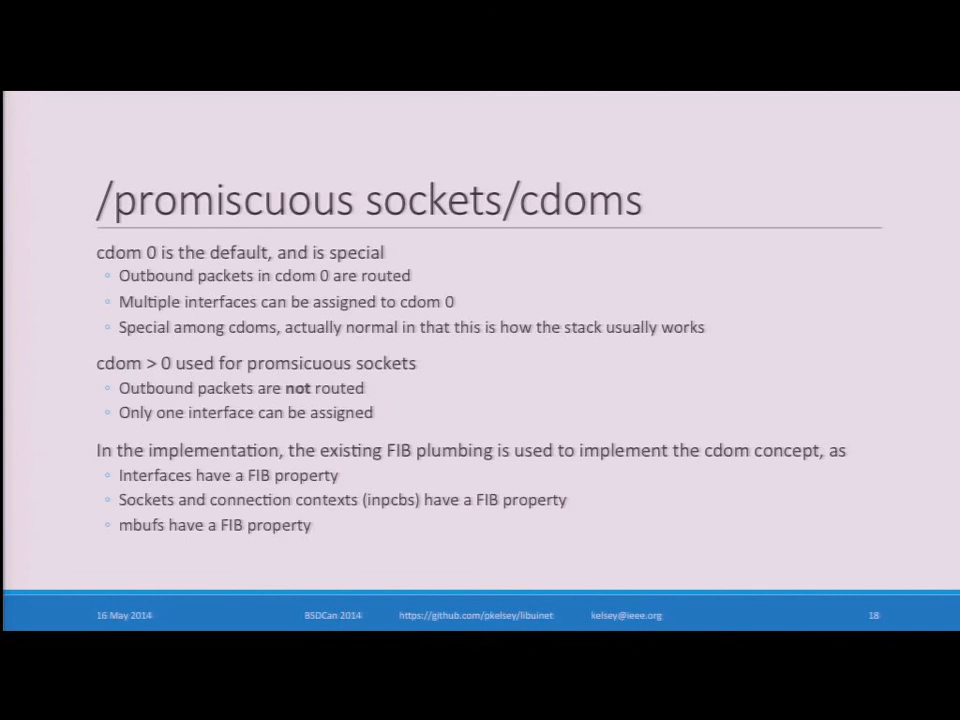 /promiscuous sockets/cdoms
cdom 0 is the default, and is special
◦ Outbound packets in cdom 0 are routed
◦ Multiple interfaces can be assigned to cdom 0
◦ Special among cdoms, actually normal in that this is how the stack usually works
cdom > 0 used for promsicuous sockets
◦ Outbound packets are not routed
◦ Only one interface can be assigned
In the implementation, the existing FIB plumbing is used to implement the cdom concept, as
◦ Interfaces have a FIB property
◦ Sockets and connection contexts (inpcbs) have a FIB property
◦ mbufs have a FIB property
16 May 2014 BSDCan 2014 https://github.com/pkelsey/libuinet kelsey@ieee.org 18